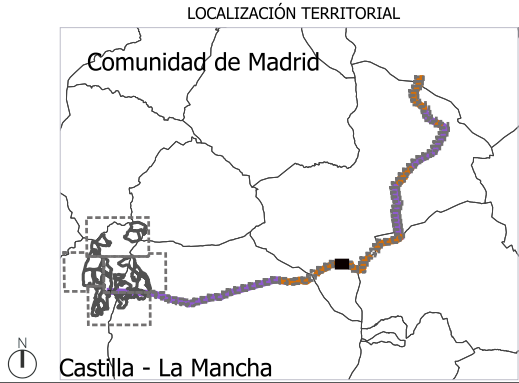 LOCALIZACIÓN TERRITORIAL
Comunidad de Madrid
N
Castilla - La Mancha